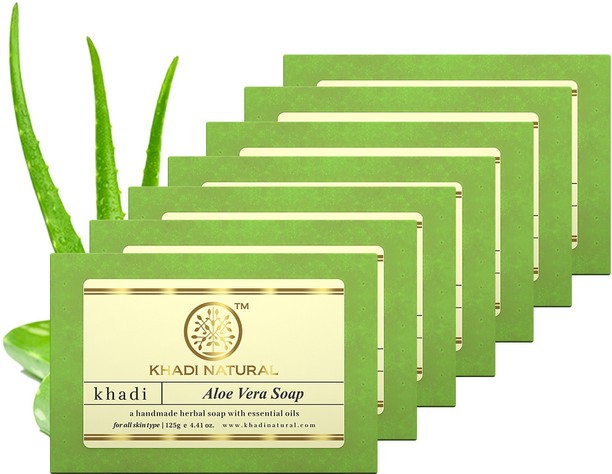 TM
KHADI NATURAL
khadi Aloe Vera Soap
a handmade herbal soap with essential oils
for all skin type | 125g e 4.41 oz. www.khadinatural.com